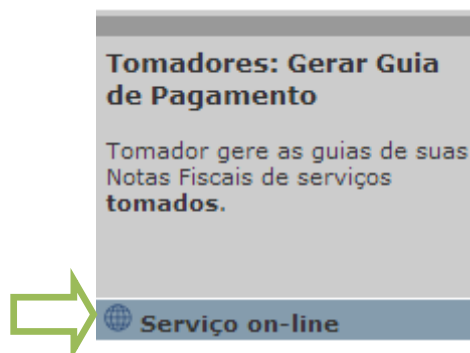 Tomadores: Gerar Guia
de Pagamento
Tomador gere as guias de suas
Notas Fiscais de serviços
tomados.
Serviço on-line